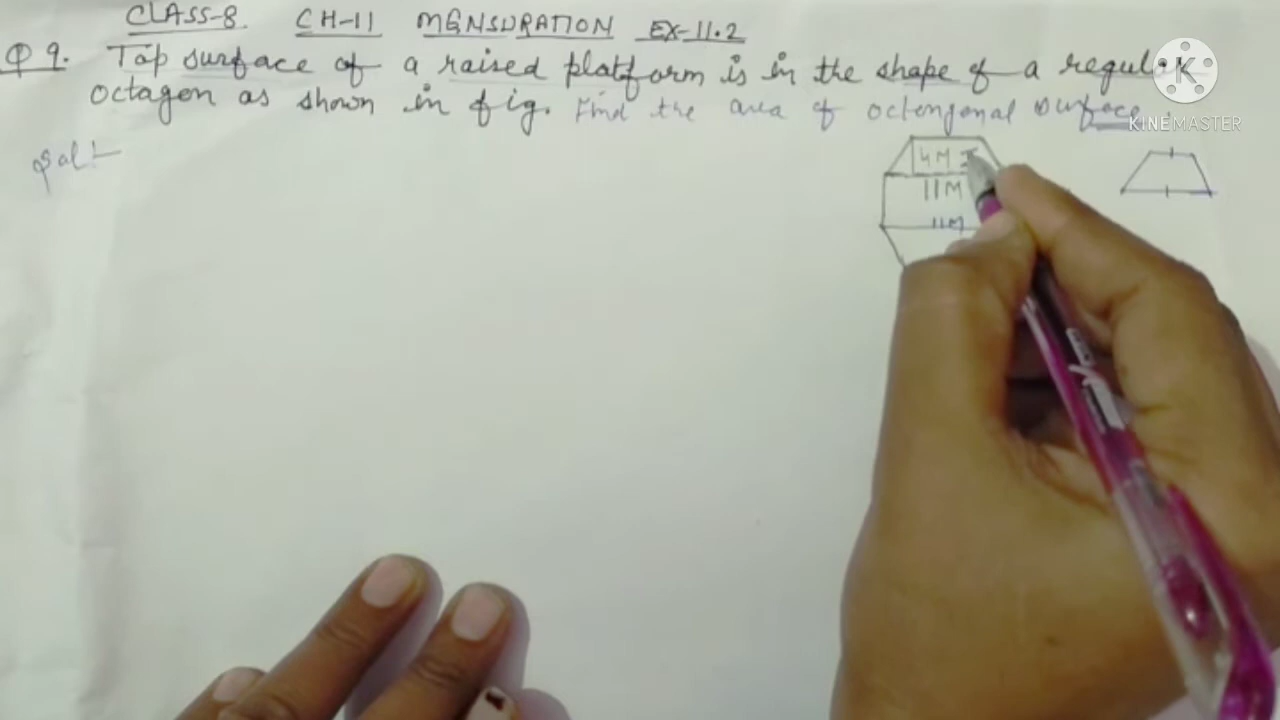 CLASS-8 CH-11 MENSURATION EX-11.2
Q 9. Top surface of a raised platform is in the shape of a regular
octagon as shown in fig. Find the area of octengonal surface.
Sol:-
4M
11M
11M
K
KINEMASTER